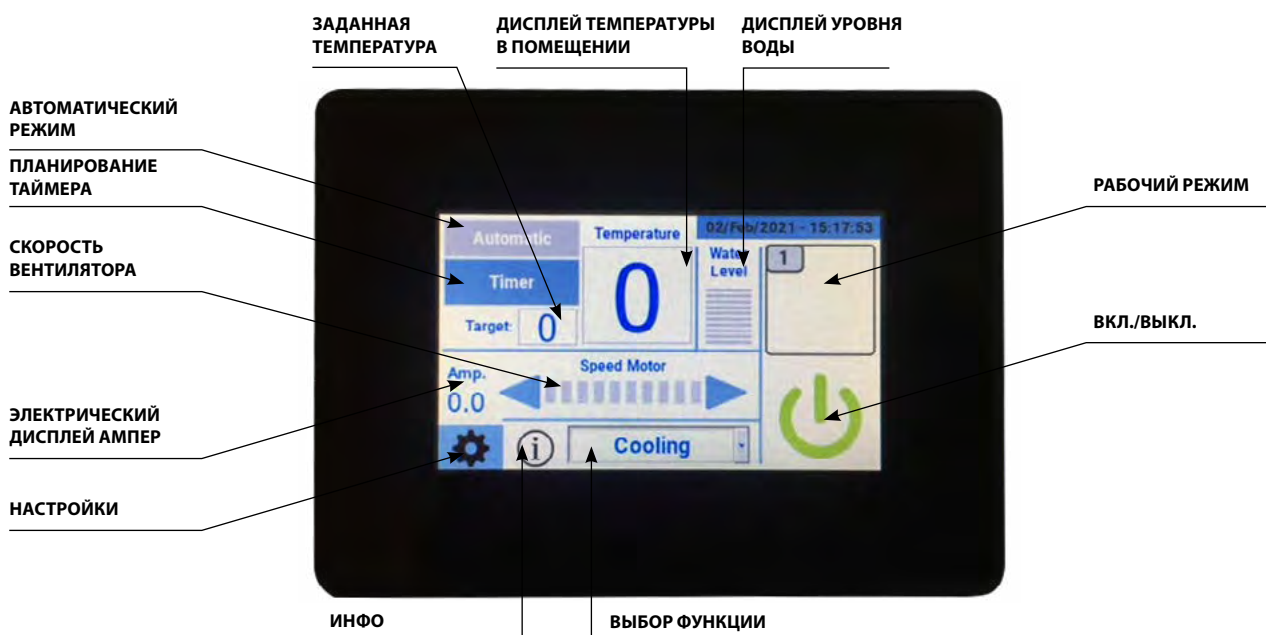 ЗАДАННАЯ
ТЕМПЕРАТУРА
ДИСПЛЕЙ ТЕМПЕРАТУРЫ
В ПОМЕЩЕНИИ
ДИСПЛЕЙ УРОВНЯ
ВОДЫ
АВТОМАТИЧЕСКИЙ
РЕЖИМ
ПЛАНИРОВАНИЕ
ТАЙМЕРА
СКОРОСТЬ
ВЕНТИЛЯТОРА
ЭЛЕКТРИЧЕСКИЙ
ДИСПЛЕЙ АМПЕР
НАСТРОЙКИ
РАБОЧИЙ РЕЖИМ
ВКЛ./ВЫКЛ.
Automatic
Timer
Target:
0
Temperature
0
02/Feb/2021 - 15:17:53
Water
Level
1
Amp.
0.0
Speed Motor
i
Cooling
ИНФО
ВЫБОР ФУНКЦИИ